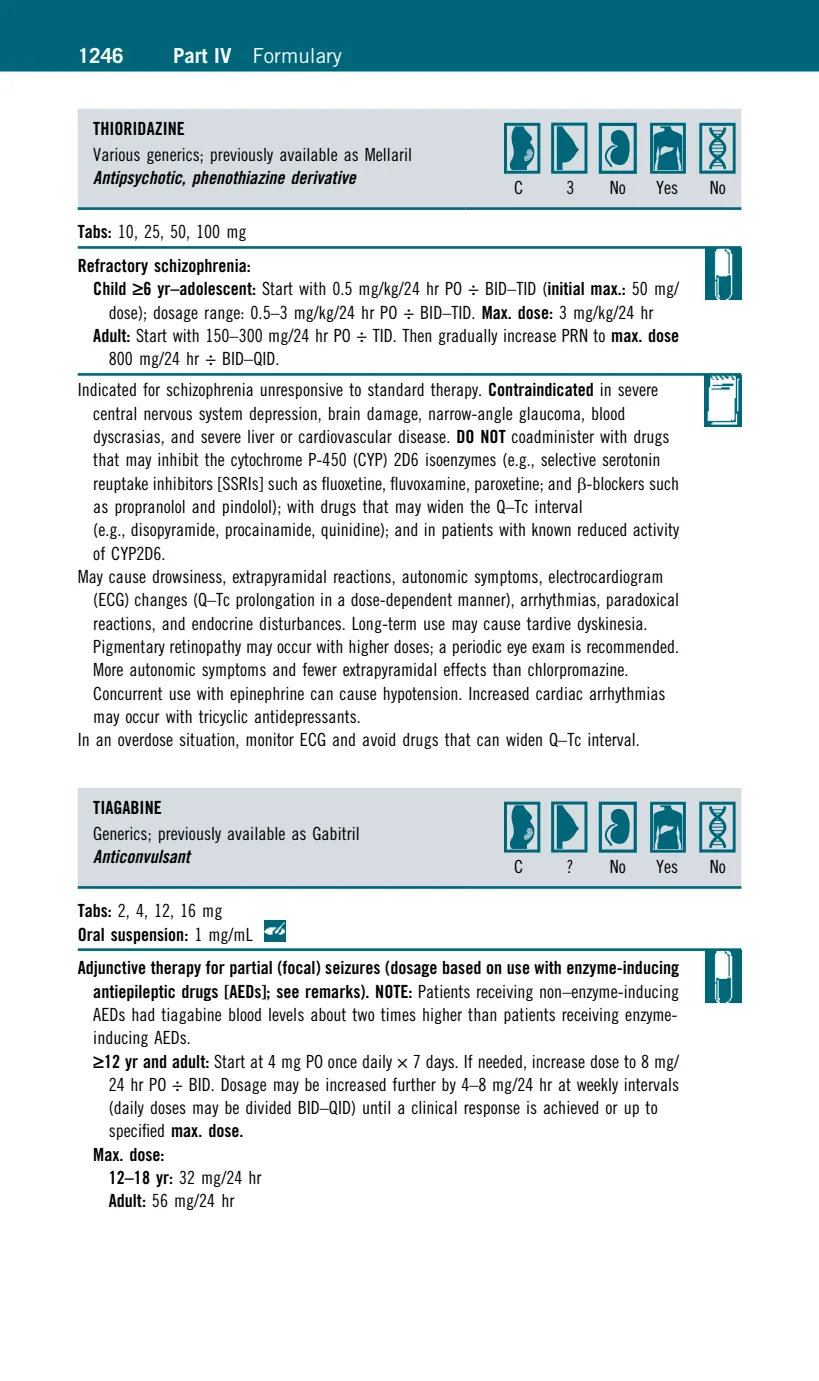 1246 Part IV Formulary
THIORIDAZINE
Various generics; previously available as Mellaril
Antipsychotic, phenothiazine derivative
C 3 No Yes No
Tabs: 10, 25, 50, 100 mg
Refractory schizophrenia:
Child ≥6 yr–adolescent: Start with 0.5 mg/kg/24 hr PO ÷ BID–TID (initial max.: 50 mg/
dose); dosage range: 0.5–3 mg/kg/24 hr PO ÷ BID–TID. Max. dose: 3 mg/kg/24 hr
Adult: Start with 150–300 mg/24 hr PO ÷ TID. Then gradually increase PRN to max. dose
800 mg/24 hr ÷ BID–QID.
Indicated for schizophrenia unresponsive to standard therapy. Contraindicated in severe
central nervous system depression, brain damage, narrow-angle glaucoma, blood
dyscrasias, and severe liver or cardiovascular disease. DO NOT coadminister with drugs
that may inhibit the cytochrome P-450 (CYP) 2D6 isoenzymes (e.g., selective serotonin
reuptake inhibitors [SSRIs] such as fluoxetine, fluvoxamine, paroxetine; and β-blockers such
as propranolol and pindolol); with drugs that may widen the Q–Tc interval
(e.g., disopyramide, procainamide, quinidine); and in patients with known reduced activity
of CYP2D6.
May cause drowsiness, extrapyramidal reactions, autonomic symptoms, electrocardiogram
(ECG) changes (Q–Tc prolongation in a dose-dependent manner), arrhythmias, paradoxical
reactions, and endocrine disturbances. Long-term use may cause tardive dyskinesia.
Pigmentary retinopathy may occur with higher doses; a periodic eye exam is recommended.
More autonomic symptoms and fewer extrapyramidal effects than chlorpromazine.
Concurrent use with epinephrine can cause hypotension. Increased cardiac arrhythmias
may occur with tricyclic antidepressants.
In an overdose situation, monitor ECG and avoid drugs that can widen Q–Tc interval.
TIAGABINE
Generics; previously available as Gabitril
Anticonvulsant
C ? No Yes No
Tabs: 2, 4, 12, 16 mg
Oral suspension: 1 mg/mL
Adjunctive therapy for partial (focal) seizures (dosage based on use with enzyme-inducing
antiepileptic drugs [AEDs]; see remarks). NOTE: Patients receiving non–enzyme-inducing
AEDs had tiagabine blood levels about two times higher than patients receiving enzyme-
inducing AEDs.
≥12 yr and adult: Start at 4 mg PO once daily × 7 days. If needed, increase dose to 8 mg/
24 hr PO ÷ BID. Dosage may be increased further by 4–8 mg/24 hr at weekly intervals
(daily doses may be divided BID–QID) until a clinical response is achieved or up to
specified max. dose.
Max. dose:
12–18 yr: 32 mg/24 hr
Adult: 56 mg/24 hr